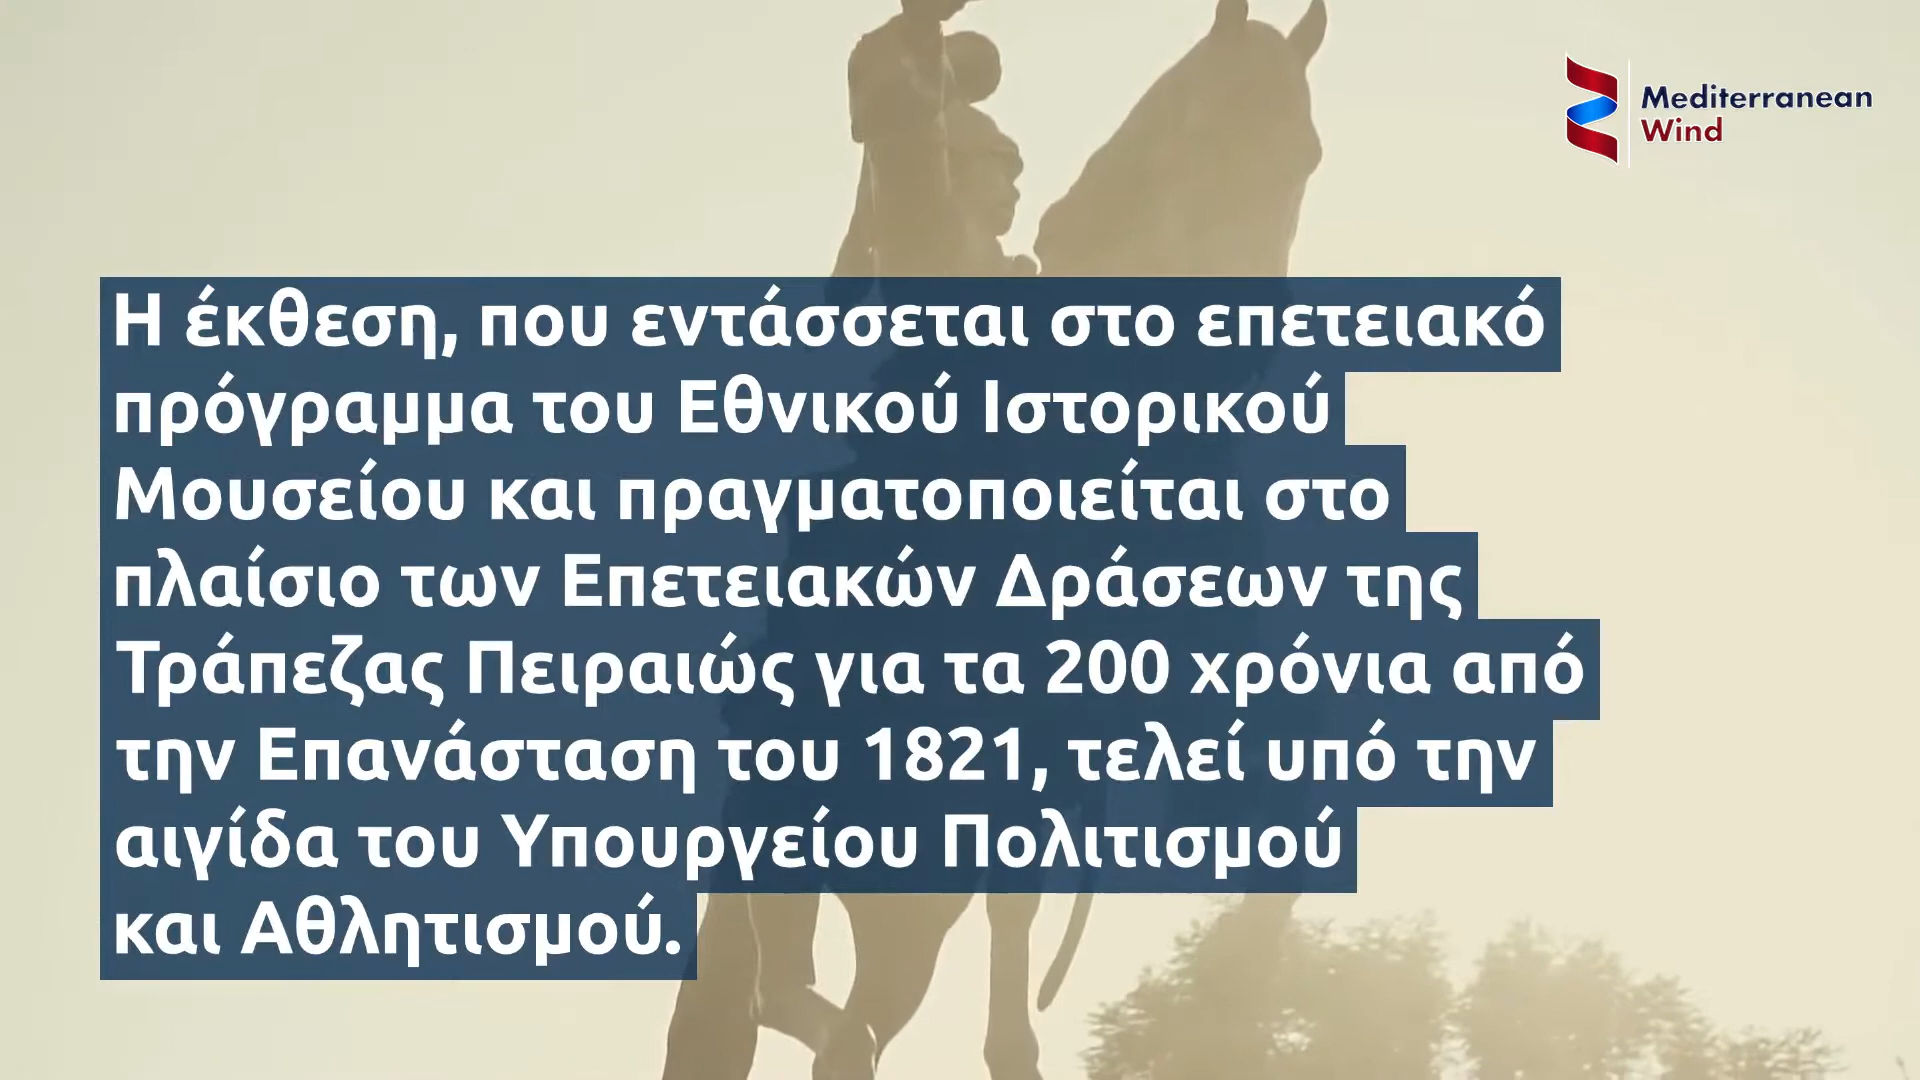 Mediterranean
Wind
Η έκθεση, που εντάσσεται στο επετειακό
πρόγραμμα του Εθνικού Ιστορικού
Μουσείου και πραγματοποιείται στο
πλαίσιο των Επετειακών Δράσεων της
Τράπεζας Πειραιώς για τα 200 χρόνια από
την Επανάσταση του 1821, τελεί υπό την
αιγίδα του Υπουργείου Πολιτισμού
και Αθλητισμού.